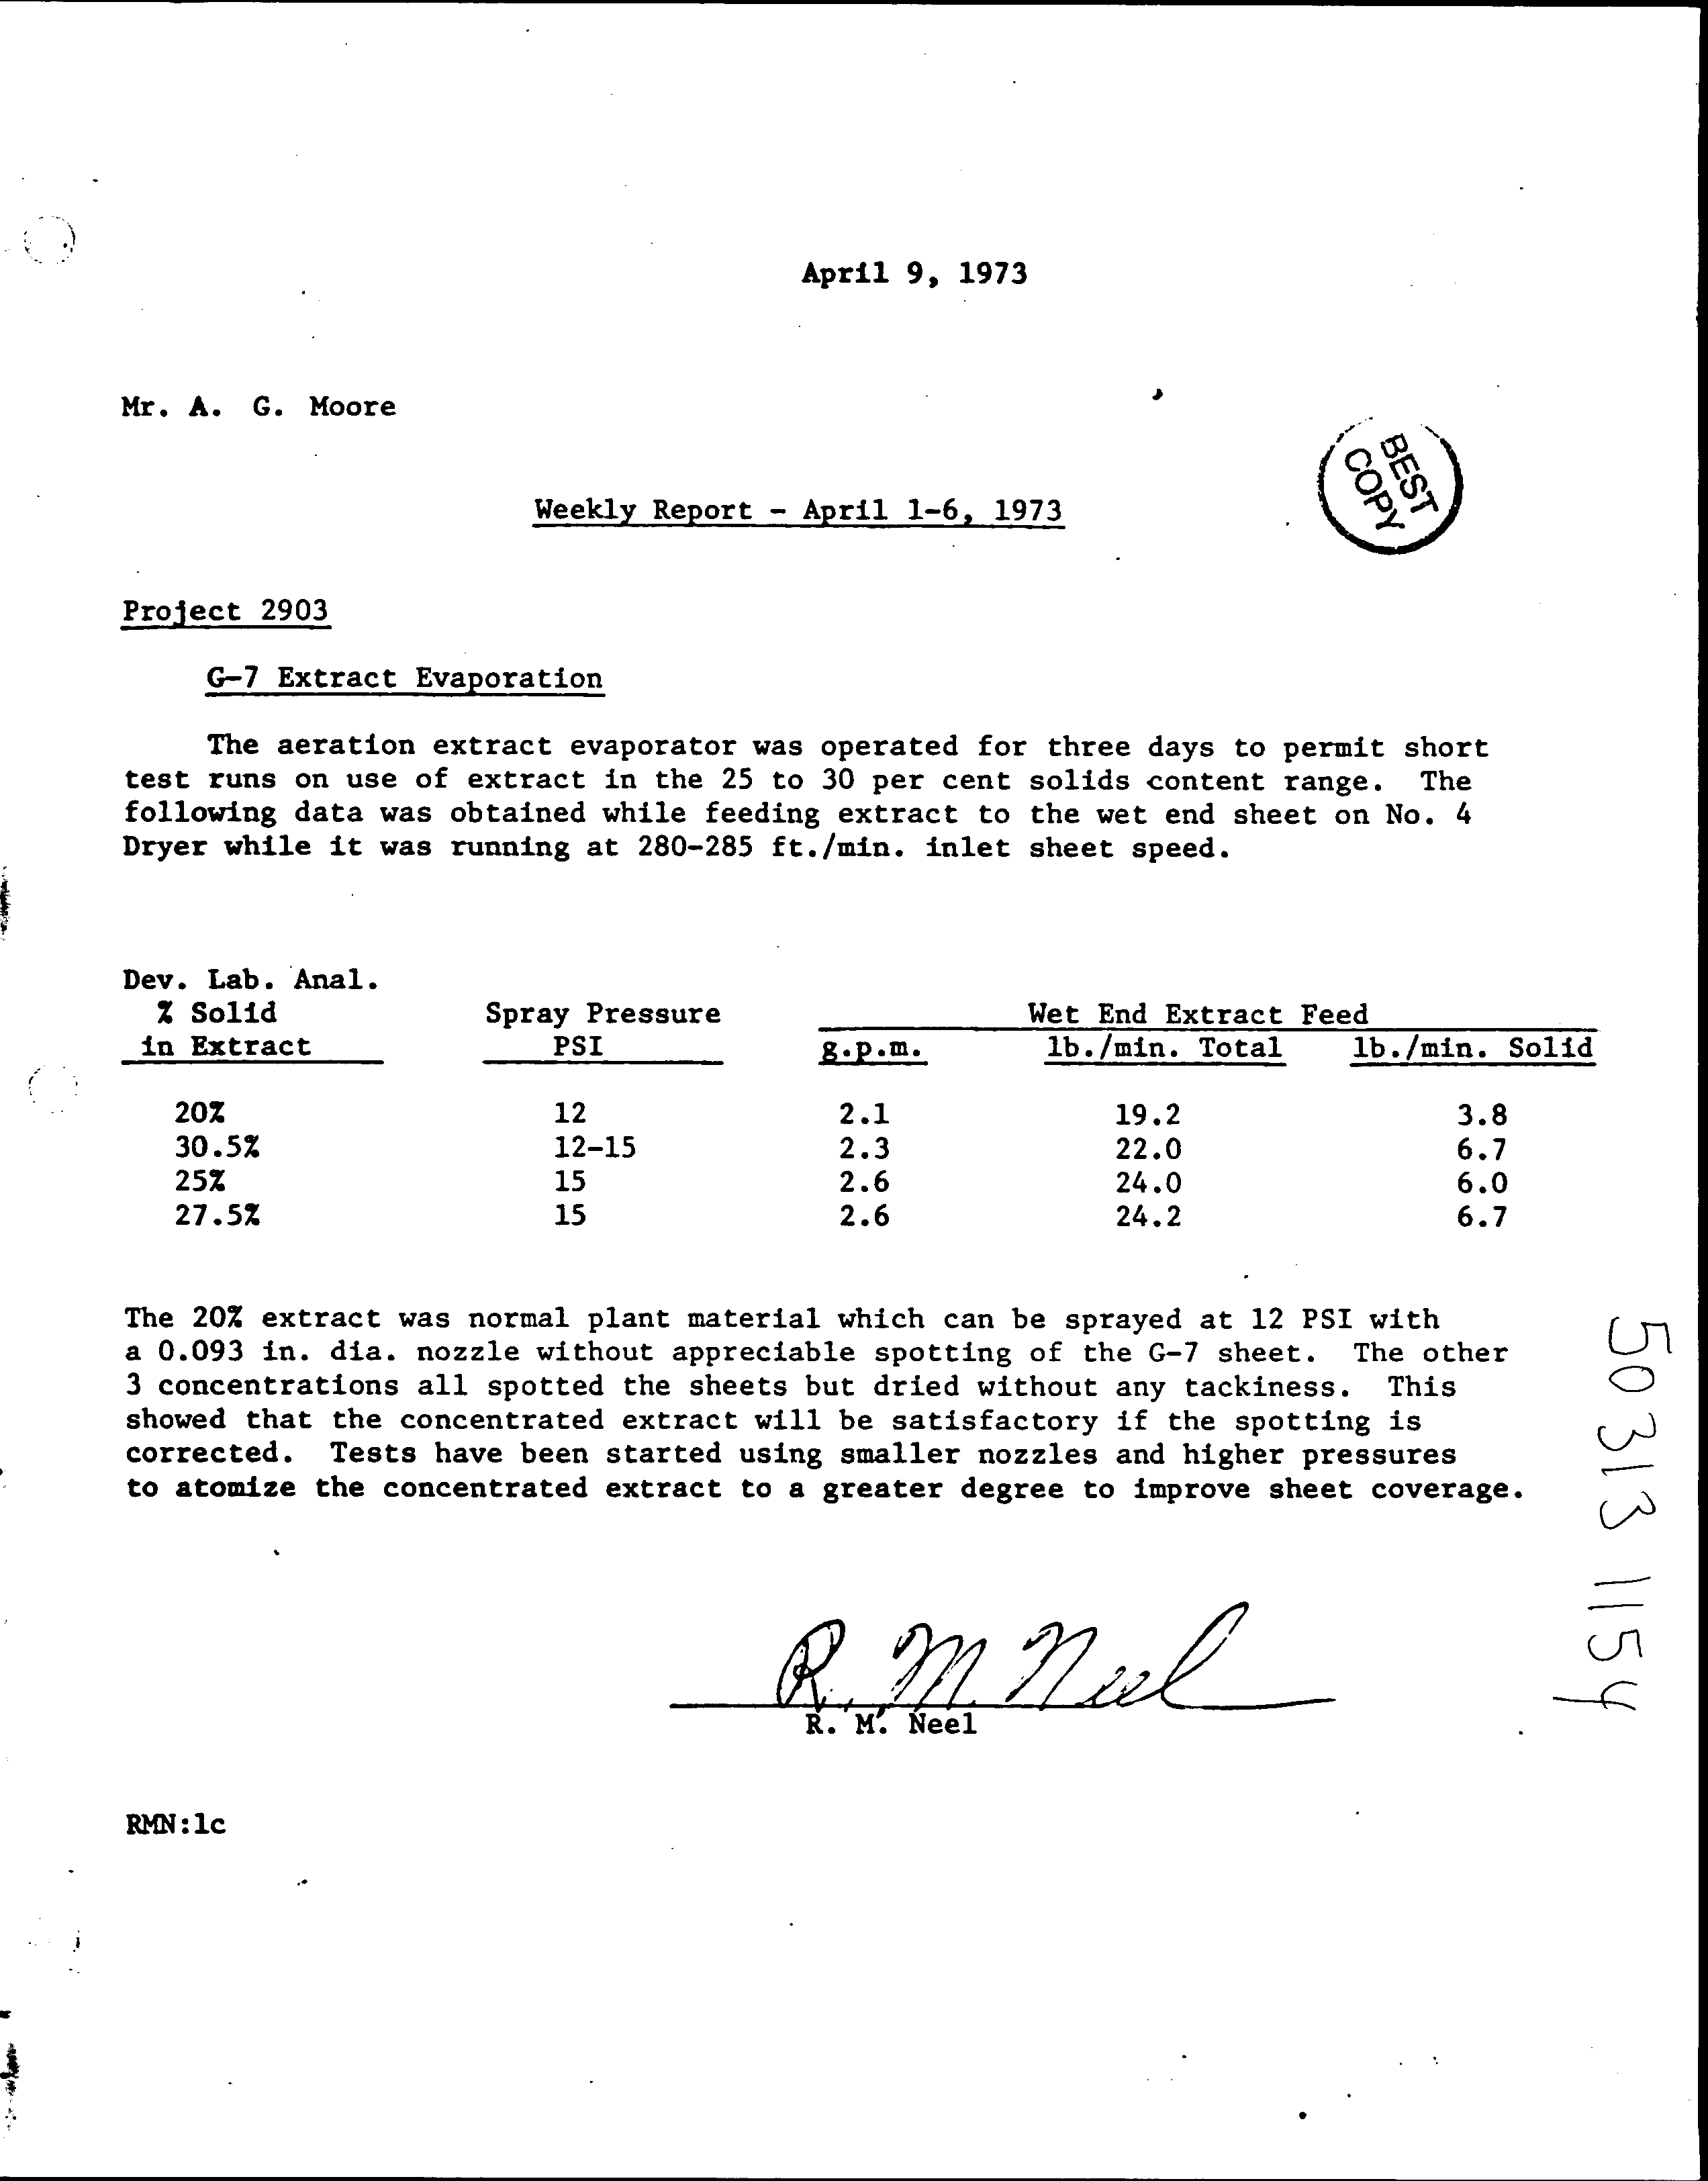 April 9, 1973
Mr. A. G. Moore
BEST
COPY
Weekly Report - April 1-6, 1973
Project 2903
G-7 Extract Evaporation
The aeration extract evaporator was operated for three days to permit short
test runs on use of extract in the 25 to 30 per cent solids content range. The
following data was obtained while feeding extract to the wet end sheet on No. 4
Dryer while it was running at 280-285 ft./min. inlet sheet speed.
Dev. Lab. Anal.
% Solid Spray Pressure Wet End Extract Feed
in Extract PSI g.p.m. lb./min. Total lb./min. Solid
20% 12 2.1 19.2 3.8
30.5% 12-15 2.3 22.0 6.7
25% 15 2.6 24.0 6.0
27.5% 15 2.6 24.2 6.7
The 20% extract was normal plant material which can be sprayed at 12 PSI with
a 0.093 in. dia. nozzle without appreciable spotting of the G-7 sheet. The other
3 concentrations all spotted the sheets but dried without any tackiness. This
showed that the concentrated extract will be satisfactory if the spotting is
corrected. Tests have been started using smaller nozzles and higher pressures
to atomize the concentrated extract to a greater degree to improve sheet coverage.
50313 1154
R. M. Neel
R. M. Neel
RMN:lc